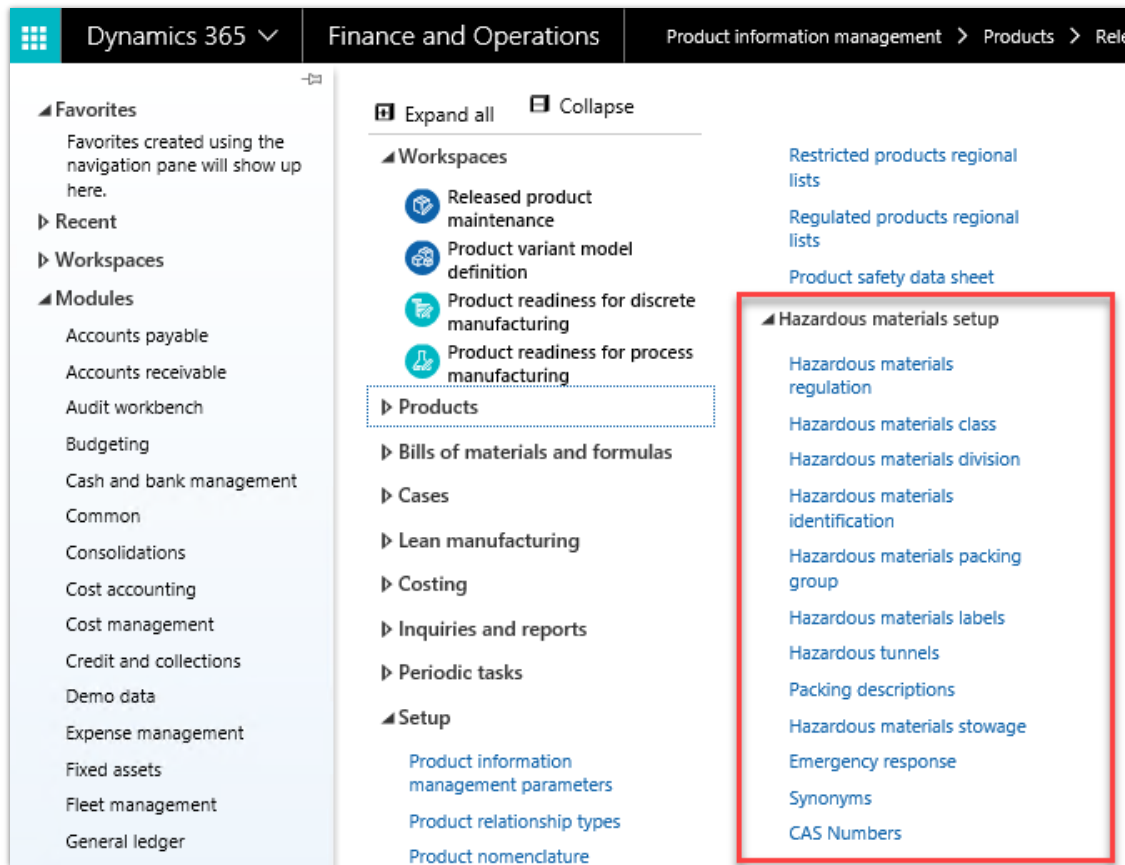 Dynamics 365
Finance and Operations
Product information management > Products > Rele
Favorites
Favorites created using the
navigation pane will show up
here.
Recent
Workspaces
Modules
Accounts payable
Accounts receivable
Audit workbench
Budgeting
Cash and bank management
Common
Consolidations
Cost accounting
Cost management
Credit and collections
Demo data
Expense management
Fixed assets
Fleet management
General ledger
Expand all
Collapse
Workspaces
Released product
maintenance
Product variant model
definition
Product readiness for discrete
manufacturing
Product readiness for process
manufacturing
Products
Bills of materials and formulas
Cases
Lean manufacturing
Costing
Inquiries and reports
Periodic tasks
Setup
Product information
management parameters
Product relationship types
Product nomenclature
Restricted products regional
lists
Regulated products regional
lists
Product safety data sheet
Hazardous materials setup
Hazardous materials
regulation
Hazardous materials class
Hazardous materials division
Hazardous materials
identification
Hazardous materials packing
group
Hazardous materials labels
Hazardous tunnels
Packing descriptions
Hazardous materials stowage
Emergency response
Synonyms
CAS Numbers